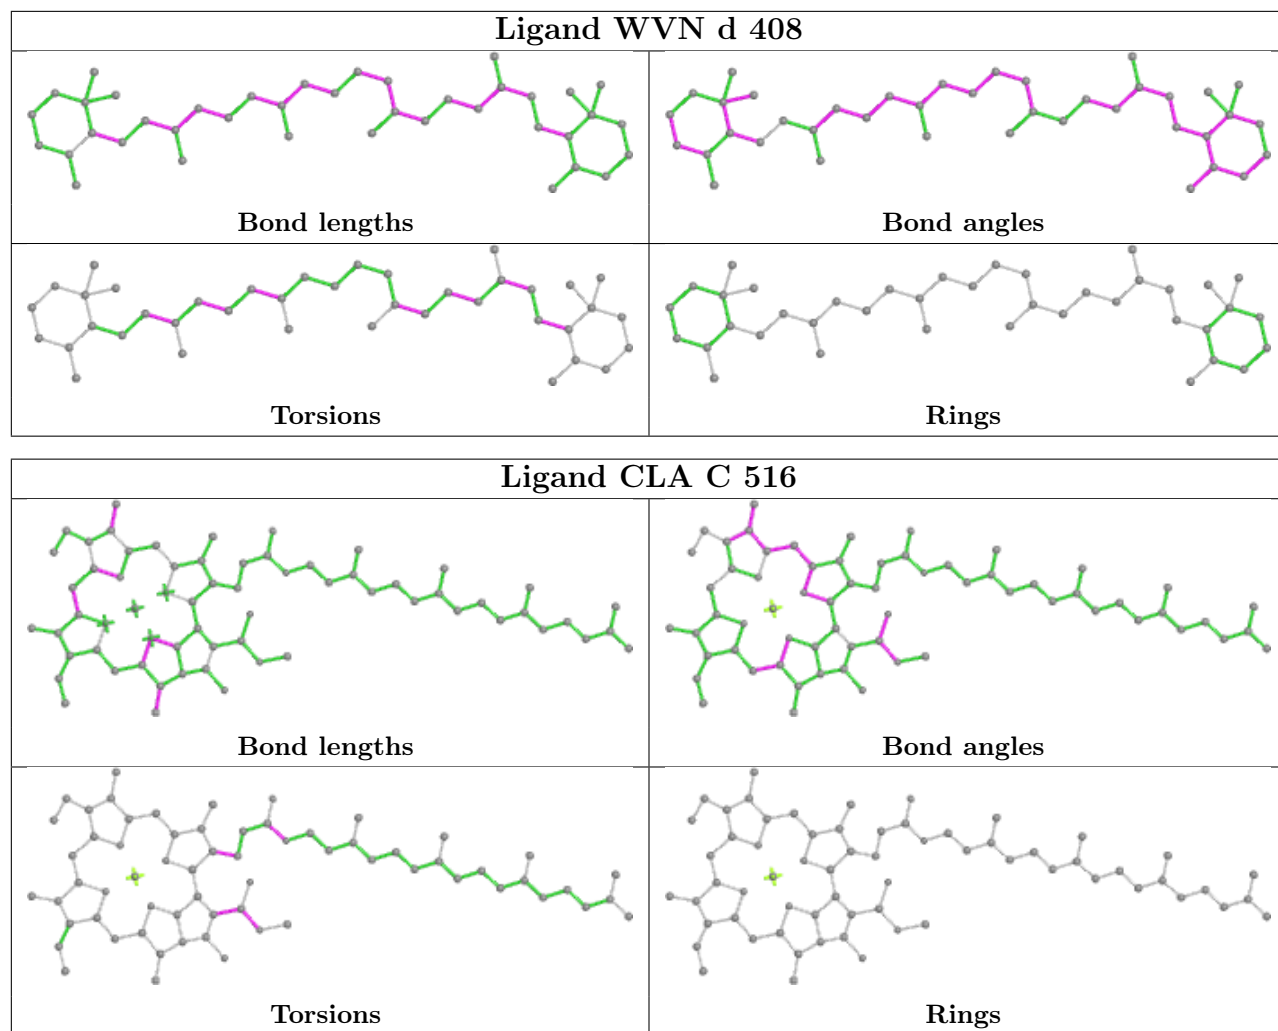 Ligand WVN d 408
Bond lengths
Bond angles
Torsions
Rings
Ligand CLA C 516
Bond lengths
Bond angles
Torsions
Rings